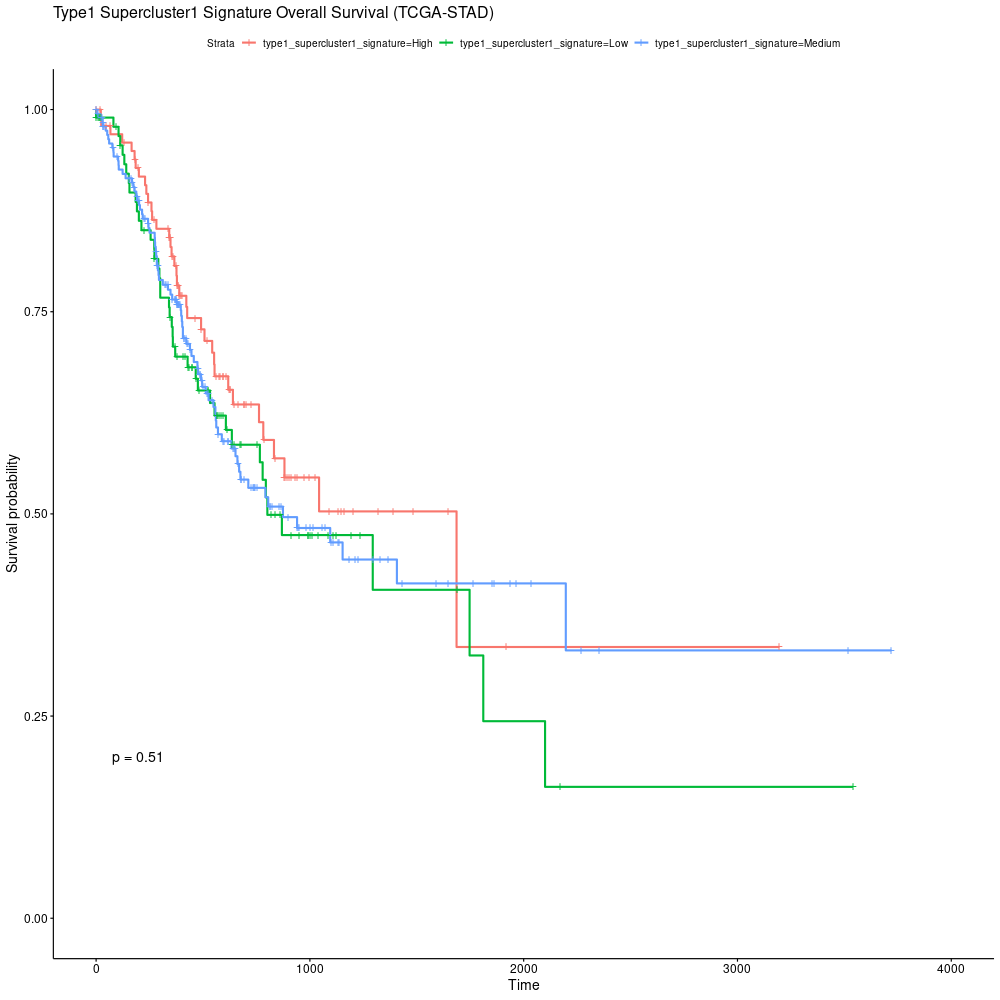 Type1 Supercluster1 Signature Overall Survival (TCGA-STAD)
Strata type1_supercluster1_signature=High type1_supercluster1_signature=Low type1_supercluster1_signature=Medium
1.00
0.75
0.50
0.25
0.00
Survival probability
p = 0.51
0 1000 2000 3000 4000
Time